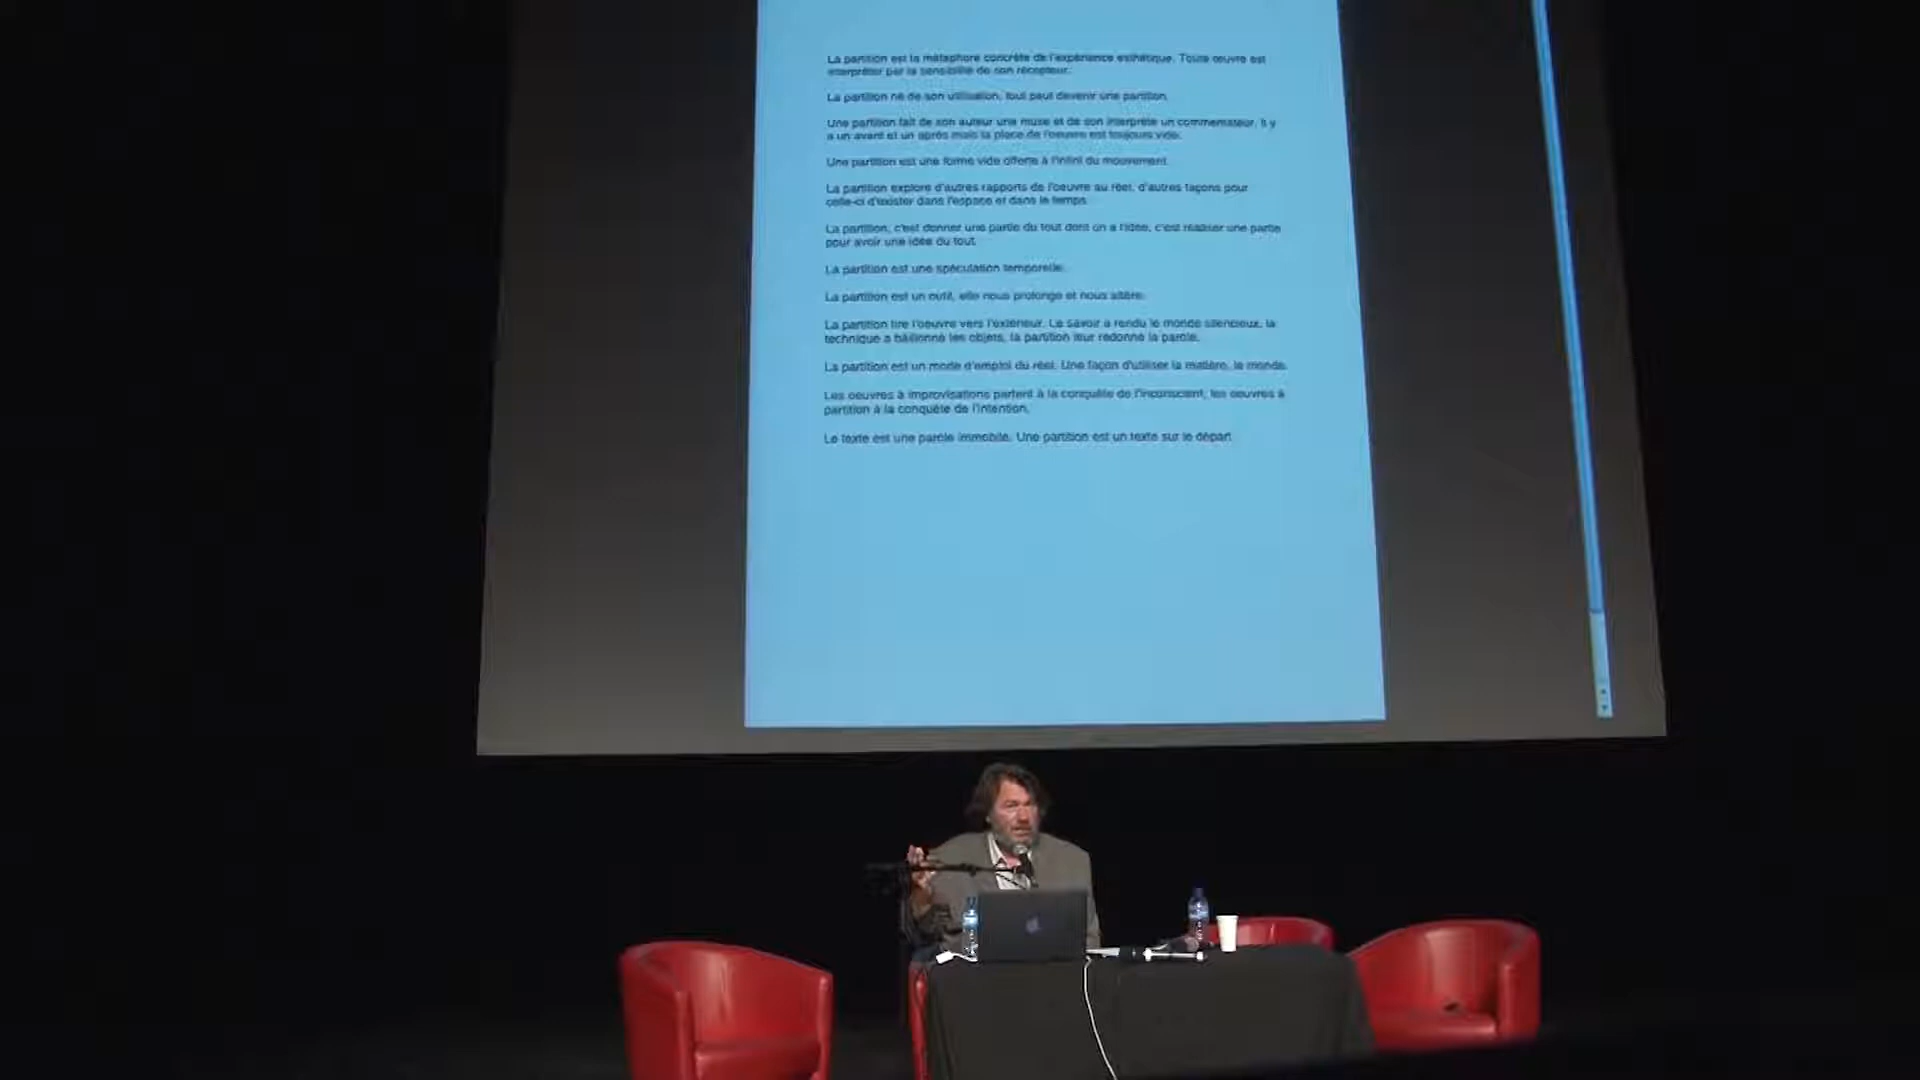 La partition est la métaphore concrète de l'expérience esthétique. Toute œuvre est
interpréter par la sensibilité de son récepteur.
La partition né de son utilisation, tout peut devenir une partition.
Une partition fait de son auteur une muse et de son interprète un commentateur. Il y
a un avant et un après mais la place de l'oeuvre est toujours vide.
Une partition est une forme vide offerte à l'infini du mouvement.
La partition explore d'autres rapports de l'oeuvre au réel, d'autres façons pour
celle-ci d'exister dans l'espace et dans le temps.
La partition, c'est donner une partie du tout dont on a l'idée, c'est réaliser une partie
pour avoir une idée du tout.
La partition est une spéculation temporelle.
La partition est un outil, elle nous prolonge et nous altère.
La partition tire l'oeuvre vers l'extérieur. Le savoir a rendu le monde silencieux, la
technique a bâillonné les objets, la partition leur redonne la parole.
La partition est un mode d'emploi du réel. Une façon d'utiliser la matière, le monde.
Les oeuvres à improvisations partent à la conquête de l'inconscient, les oeuvres à
partition à la conquête de l'intention.
Le texte est une parole immobile. Une partition est un texte sur le départ.